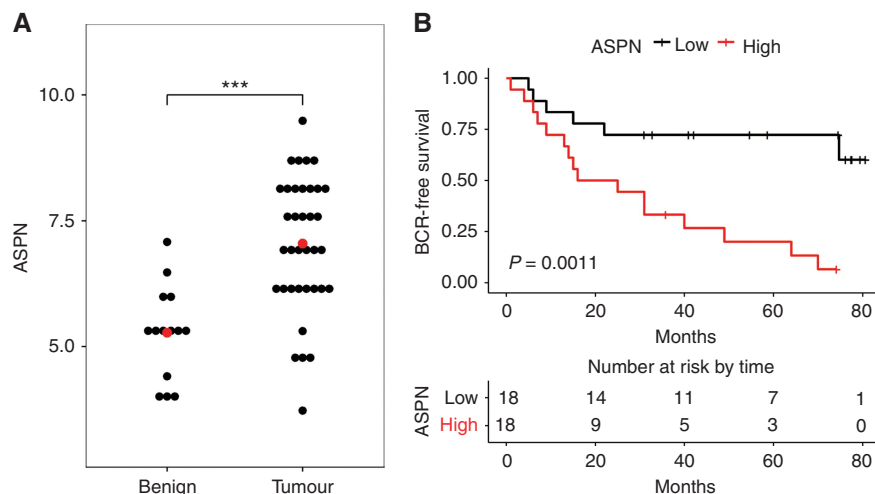 A
ASPN
10.0
7.5
5.0
***
Benign Tumour
B
ASPN Low High
BCR-free survival
1.00
0.75
0.50
0.25
0.00
P = 0.0011
0 20 40 60 80
Months
Number at risk by time
ASPN
Low 18 14 11 7 1
High 18 9 5 3 0
0 20 40 60 80
Months